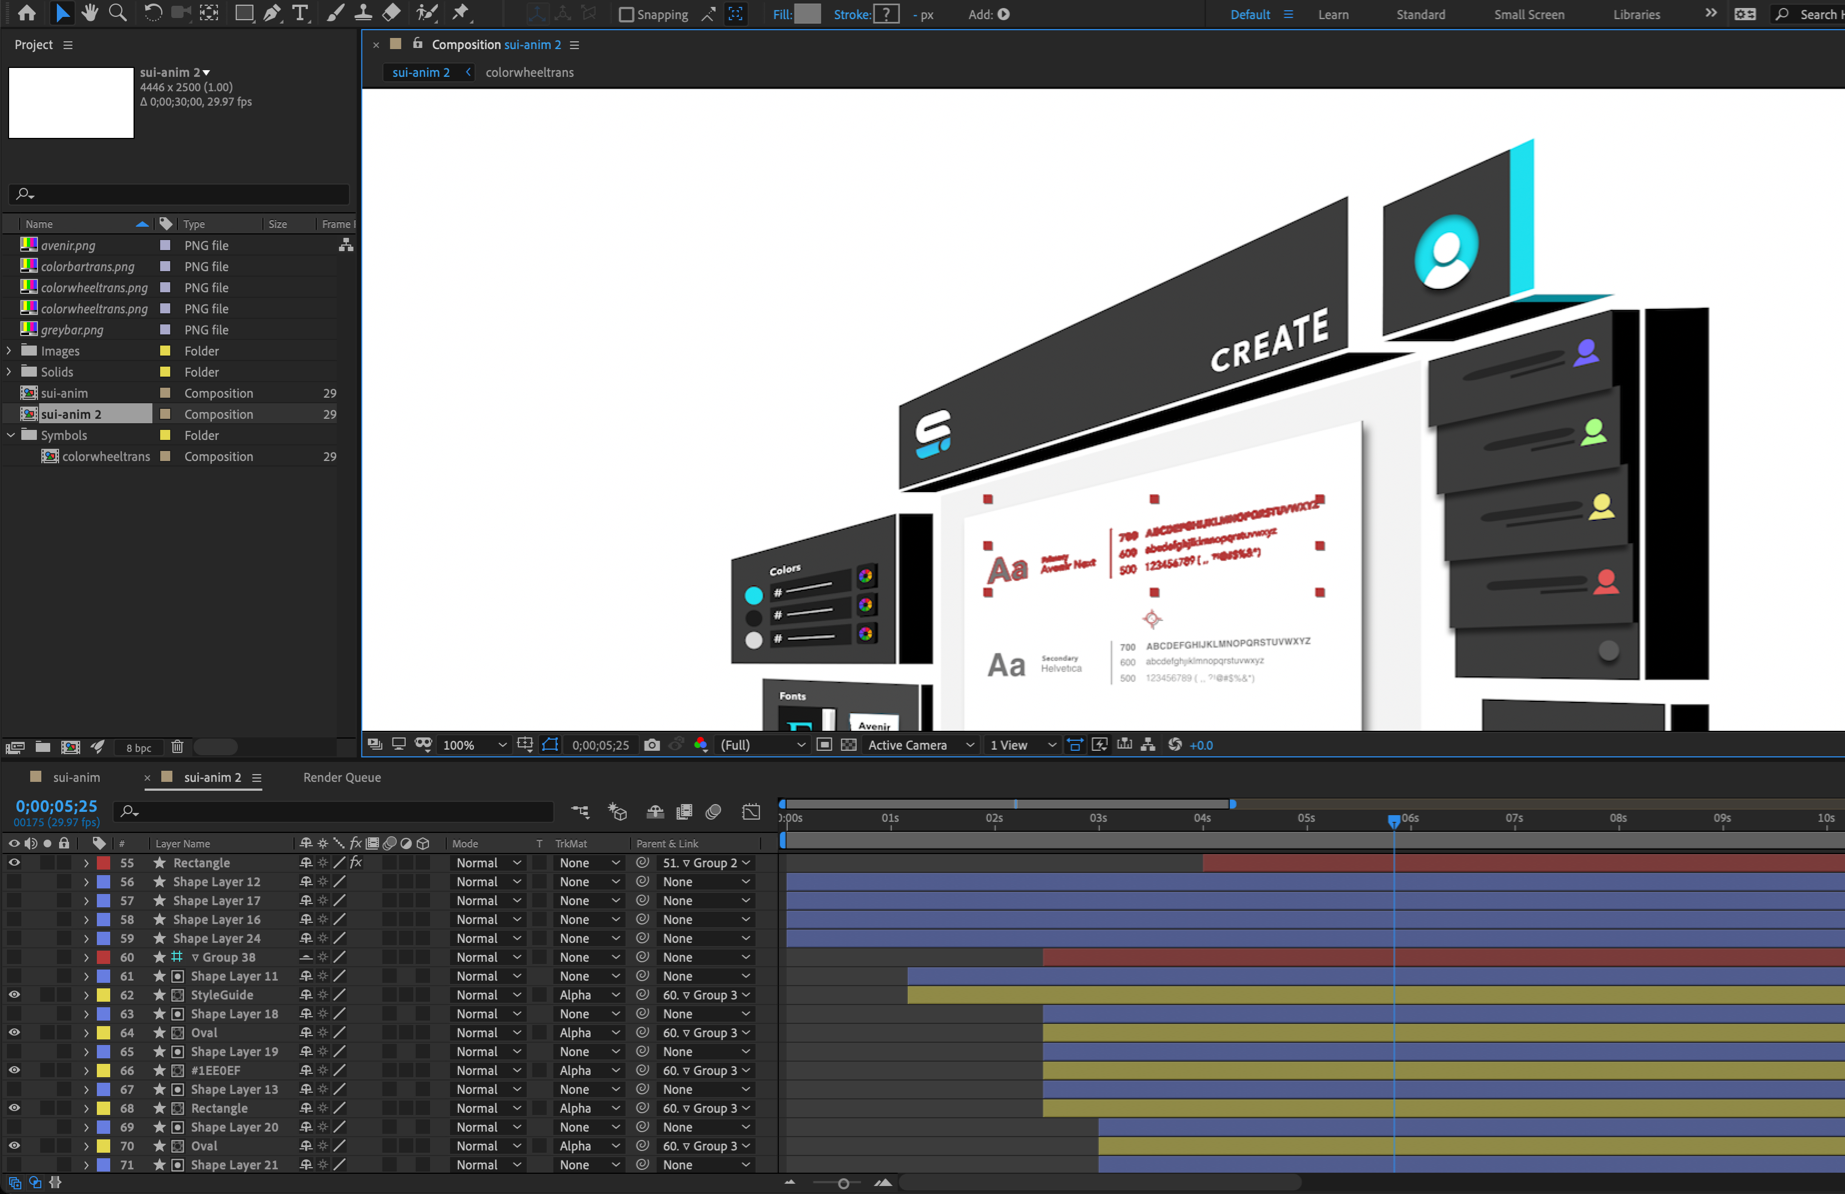 Snapping
Fill:
Stroke:
?
- px
Add:
Default
Learn
Standard
Small Screen
Libraries
Search H
Project
sui-anim 2
4446 x 2500 (1.00)
Δ 0;00;30;00, 29.97 fps
Name
Type
Size
Frame
avenir.png
PNG file
colorbartrans.png
PNG file
colorwheeltrans.png
PNG file
colorwheeltrans.png
PNG file
greybar.png
PNG file
Images
Folder
Solids
Folder
sui-anim
Composition
29
sui-anim 2
Composition
29
Symbols
Folder
colorwheeltrans
Composition
29
8 bpc
Composition sui-anim 2
sui-anim 2
colorwheeltrans
CREATE
Colors
#
#
#
Fonts
Avenir
Aa
Primary
Avenir Next
700 ABCDEFGHIJKLMNOPQRSTUVWXYZ
600 abcdefghijklmnopqrstuvwxyz
500 123456789 ( ,. ?!@#$%&*)
Aa
Secondary
Helvetica
700 ABCDEFGHIJKLMNOPQRSTUVWXYZ
600 abcdefghijklmnopqrstuvwxyz
500 123456789 ( ,. ?!@#$%&*)
100%
0;00;05;25
(Full)
Active Camera
1 View
+0.0
sui-anim
sui-anim 2
Render Queue
0;00;05;25
00175 (29.97 fps)
:00s 01s 02s 03s 04s 05s 06s 07s 08s 09s 10s
# Layer Name Mode T TrkMat Parent & Link
55 Rectangle fx Normal None 51. ▿ Group 2
56 Shape Layer 12 Normal None None
57 Shape Layer 17 Normal None None
58 Shape Layer 16 Normal None None
59 Shape Layer 24 Normal None None
60 ▿ Group 38 Normal None None
61 Shape Layer 11 Normal None None
62 StyleGuide Normal Alpha 60. ▿ Group 3
63 Shape Layer 18 Normal None None
64 Oval Normal Alpha 60. ▿ Group 3
65 Shape Layer 19 Normal None None
66 #1EE0EF Normal Alpha 60. ▿ Group 3
67 Shape Layer 13 Normal None None
68 Rectangle Normal Alpha 60. ▿ Group 3
69 Shape Layer 20 Normal None None
70 Oval Normal Alpha 60. ▿ Group 3
71 Shape Layer 21 Normal None None